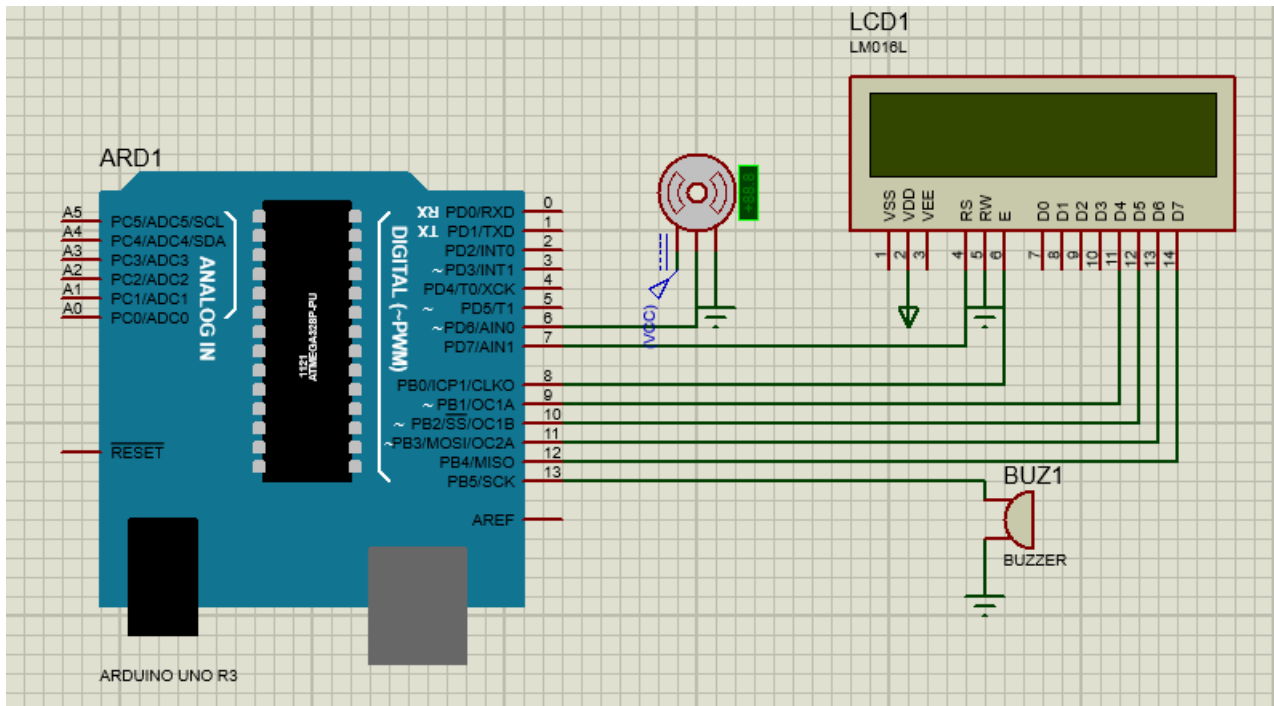 LCD1
LM016L
VSS
VDD
VEE
RS
RW
E
D0
D1
D2
D3
D4
D5
D6
D7
1
2
3
4
5
6
7
8
9
10
11
12
13
14
+88.8
(VCC)
ARD1
A5
A4
A3
A2
A1
A0
PC5/ADC5/SCL
PC4/ADC4/SDA
PC3/ADC3
PC2/ADC2
PC1/ADC1
PC0/ADC0
ANALOG IN
RESET
1121
ATMEGA328P-PU
DIGITAL (~PWM)
RX PD0/RXD 0
TX PD1/TXD 1
PD2/INT0 2
~ PD3/INT1 3
PD4/T0/XCK 4
~ PD5/T1 5
~ PD6/AIN0 6
PD7/AIN1 7
PB0/ICP1/CLKO 8
~ PB1/OC1A 9
~ PB2/SS/OC1B 10
~PB3/MOSI/OC2A 11
PB4/MISO 12
PB5/SCK 13
AREF
BUZ1
BUZZER
ARDUINO UNO R3